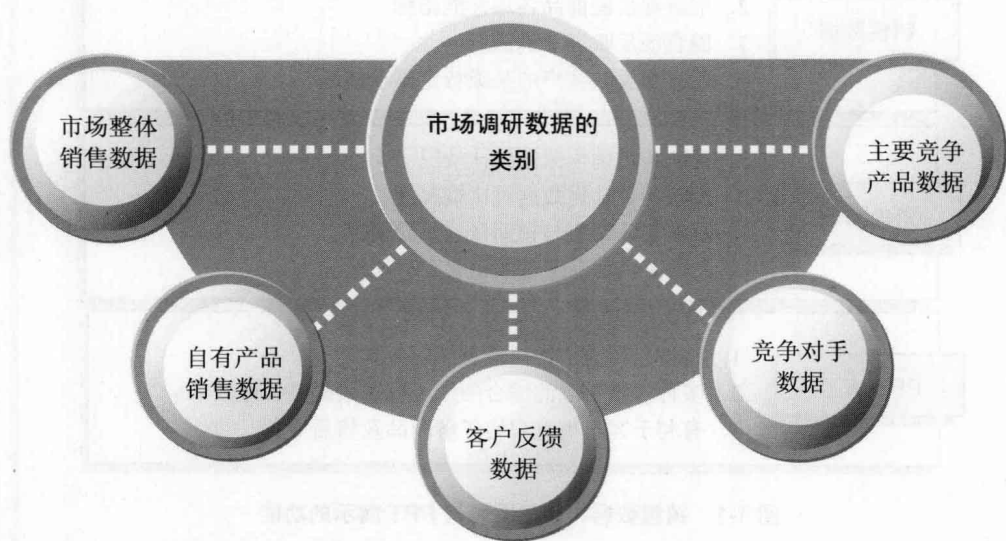 市场调研数据的
类别
市场整体
销售数据
主要竞争
产品数据
自有产品
销售数据
竞争对手
数据
客户反馈
数据